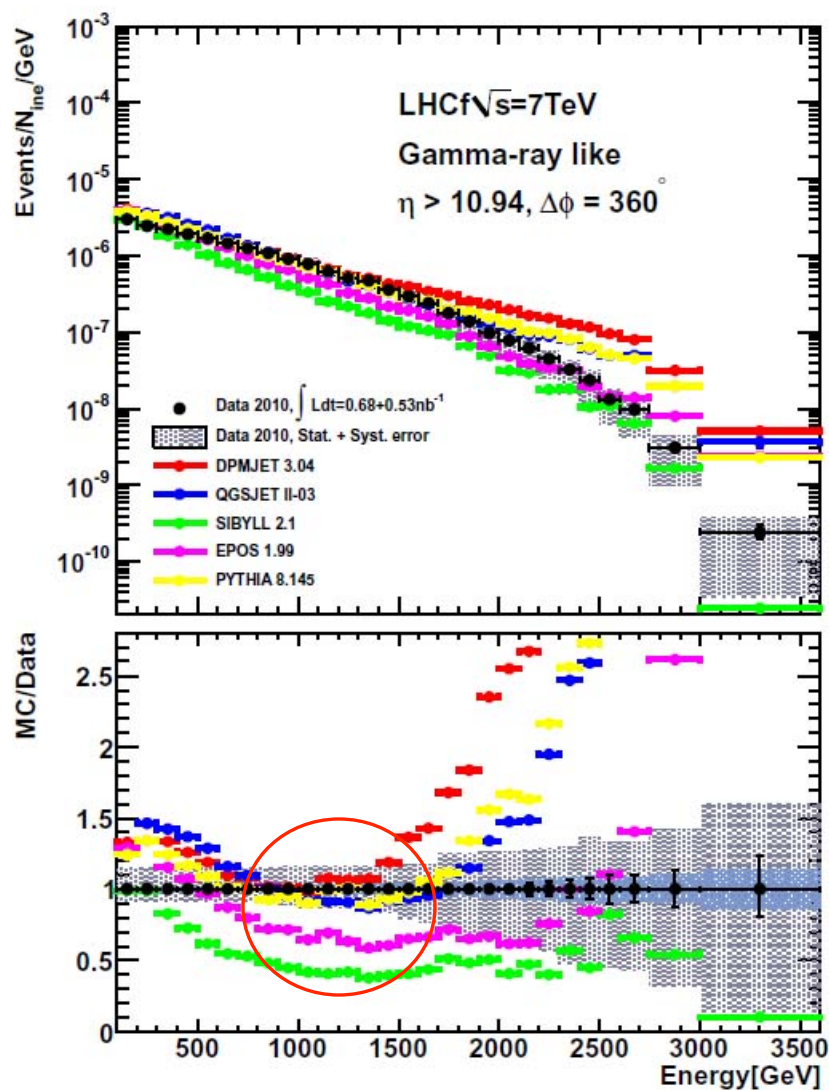 10^-3
10^-4
10^-5
10^-6
10^-7
10^-8
10^-9
10^-10
Events/N_ine/GeV
LHCf√s=7TeV
Gamma-ray like
η > 10.94, Δϕ = 360°
Data 2010, ∫ Ldt=0.68+0.53nb^-1
Data 2010, Stat. + Syst. error
DPMJET 3.04
QGSJET II-03
SIBYLL 2.1
EPOS 1.99
PYTHIA 8.145
MC/Data
2.5
2
1.5
1
0.5
0
500 1000 1500 2000 2500 3000 3500
Energy[GeV]